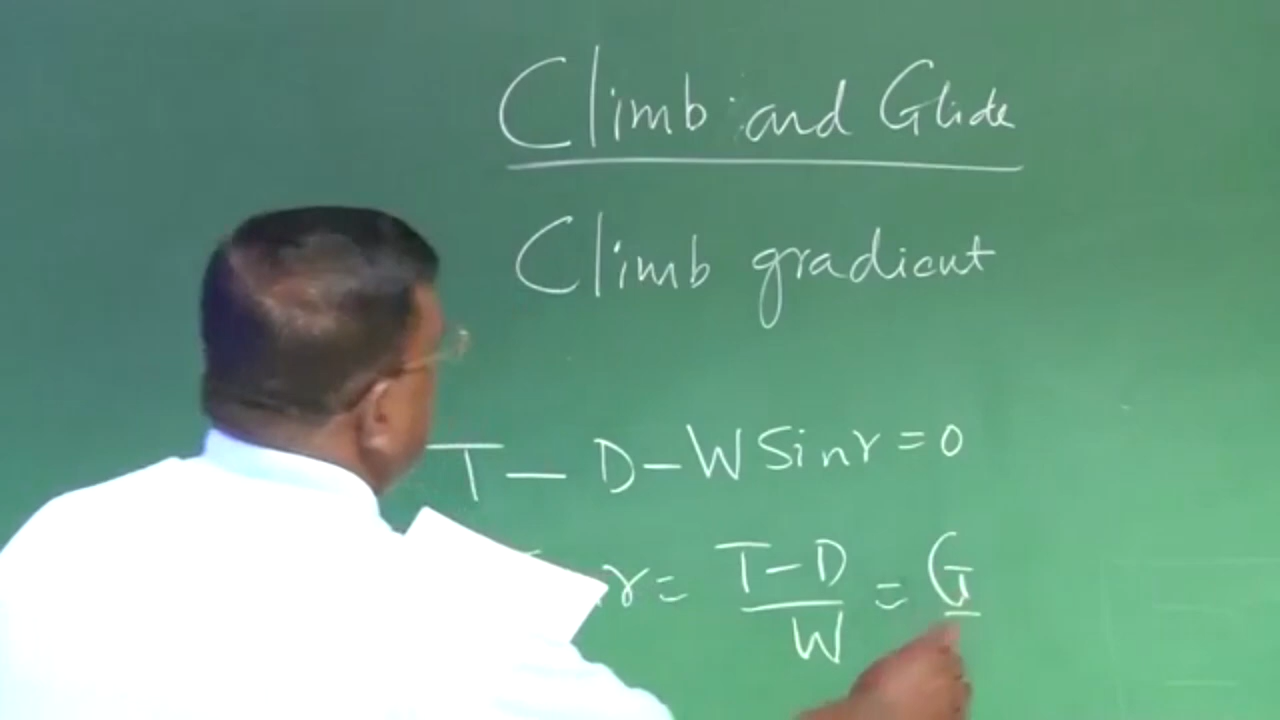 Climb and Glide
Climb gradient
T - D - W Sin γ = 0
γ = T - D / W = G